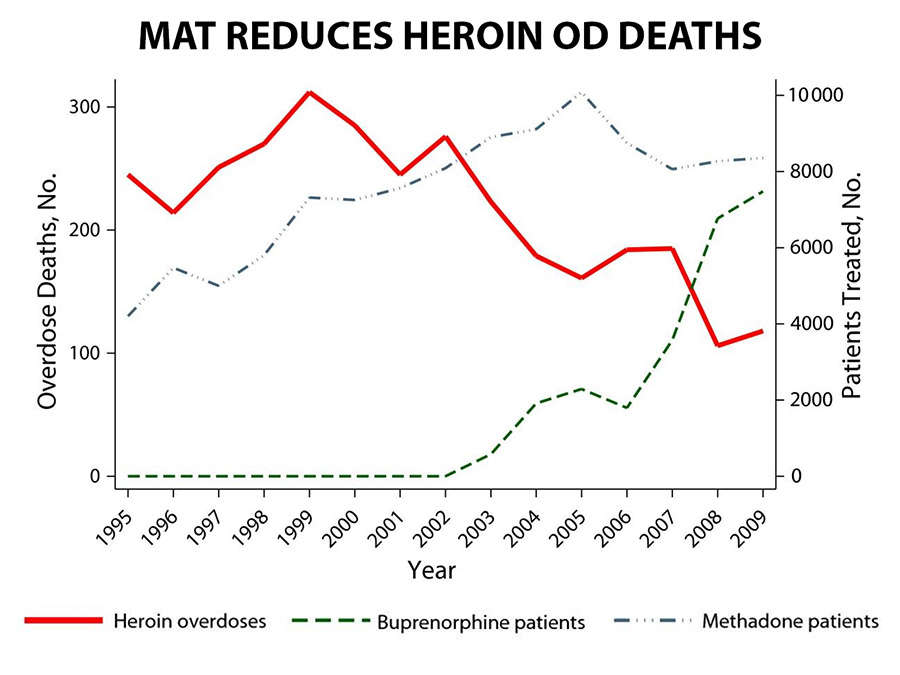 MAT REDUCES HEROIN OD DEATHS
Overdose Deaths, No.
300
200
100
0
10 000
8000
6000
4000
2000
0
Patients Treated, No.
1995 1996 1997 1998 1999 2000 2001 2002 2003 2004 2005 2006 2007 2008 2009
Year
Heroin overdoses Buprenorphine patients Methadone patients